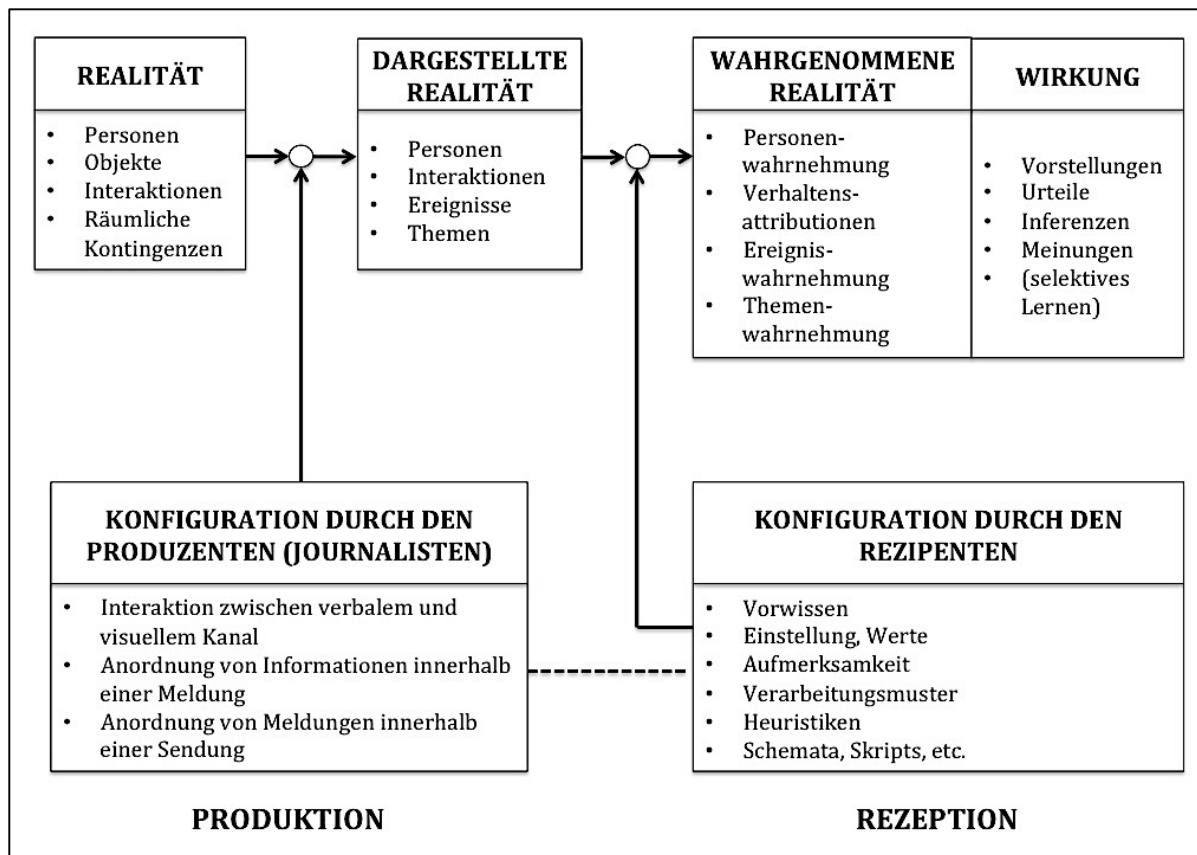 REALITÄT
• Personen
• Objekte
• Interaktionen
• Räumliche
Kontingenzen
DARGESTELLTE
REALITÄT
• Personen
• Interaktionen
• Ereignisse
• Themen
WAHRGENOMMENE
REALITÄT
• Personen-
wahrnehmung
• Verhaltens-
attributionen
• Ereignis-
wahrnehmung
• Themen-
wahrnehmung
WIRKUNG
• Vorstellungen
• Urteile
• Inferenzen
• Meinungen
• (selektives
Lernen)
KONFIGURATION DURCH DEN
PRODUZENTEN (JOURNALISTEN)
• Interaktion zwischen verbalem und
visuellem Kanal
• Anordnung von Informationen innerhalb
einer Meldung
• Anordnung von Meldungen innerhalb
einer Sendung
KONFIGURATION DURCH DEN
REZIPENTEN
• Vorwissen
• Einstellung, Werte
• Aufmerksamkeit
• Verarbeitungsmuster
• Heuristiken
• Schemata, Skripts, etc.
PRODUKTION
REZEPTION